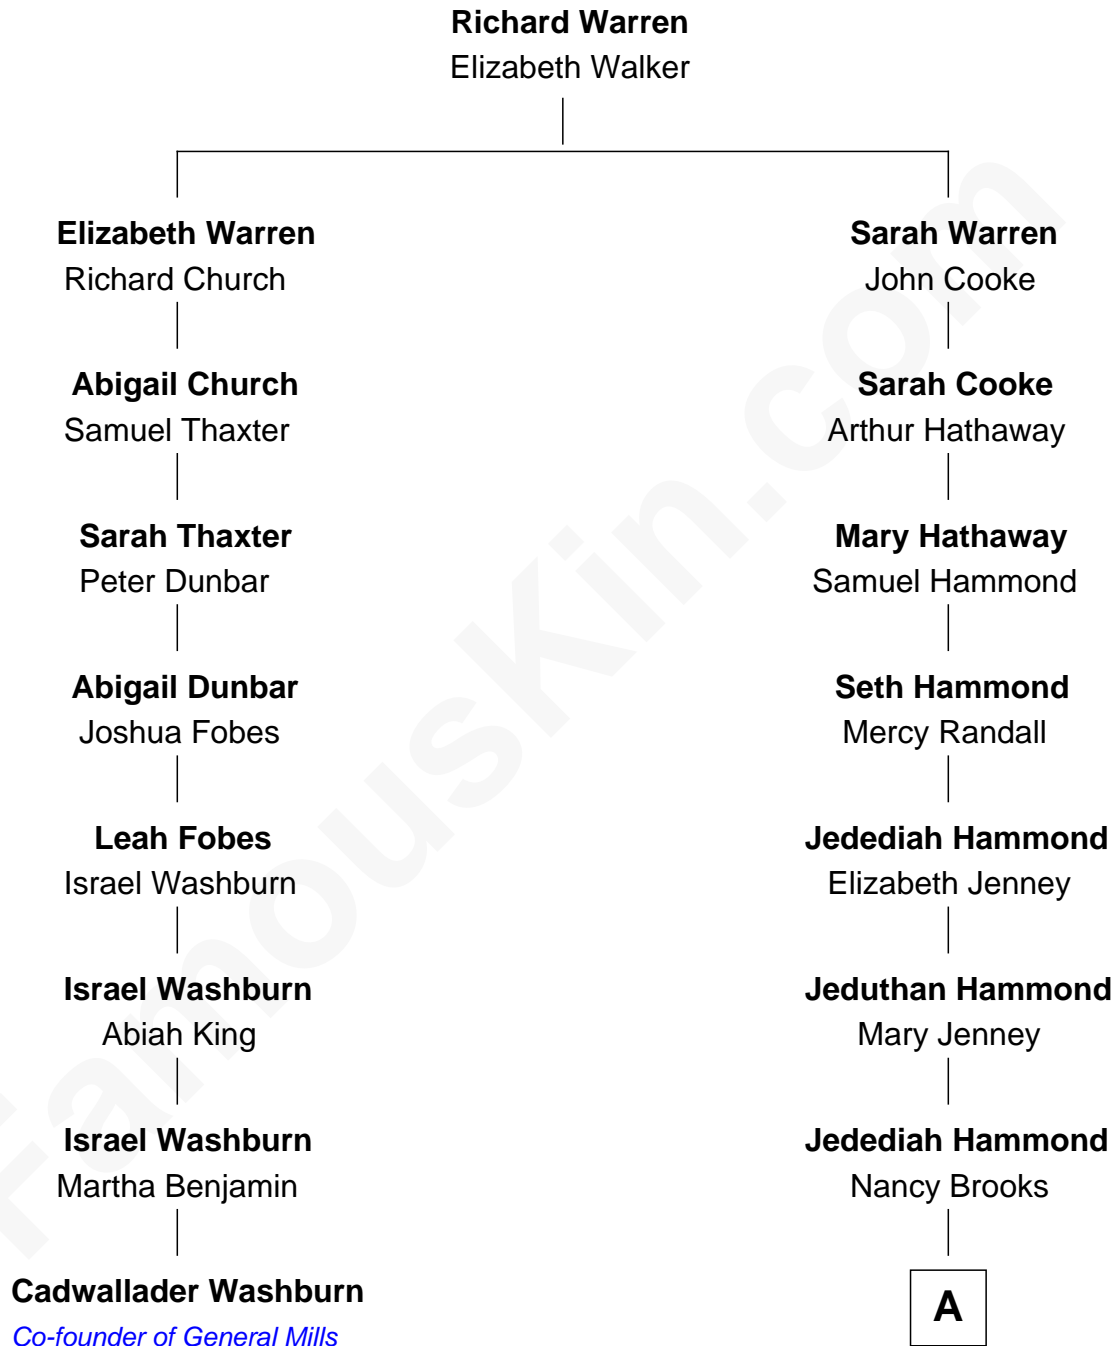 Richard Warren
Elizabeth Walker
Elizabeth Warren
Richard Church
Abigail Church
Samuel Thaxter
Sarah Thaxter
Peter Dunbar
Abigail Dunbar
Joshua Fobes
Leah Fobes
Israel Washburn
Israel Washburn
Abiah King
Israel Washburn
Martha Benjamin
Cadwallader Washburn
Co-founder of General Mills
Sarah Warren
John Cooke
Sarah Cooke
Arthur Hathaway
Mary Hathaway
Samuel Hammond
Seth Hammond
Mercy Randall
Jedediah Hammond
Elizabeth Jenney
Jeduthan Hammond
Mary Jenney
Jedediah Hammond
Nancy Brooks
A
FamousKin.com